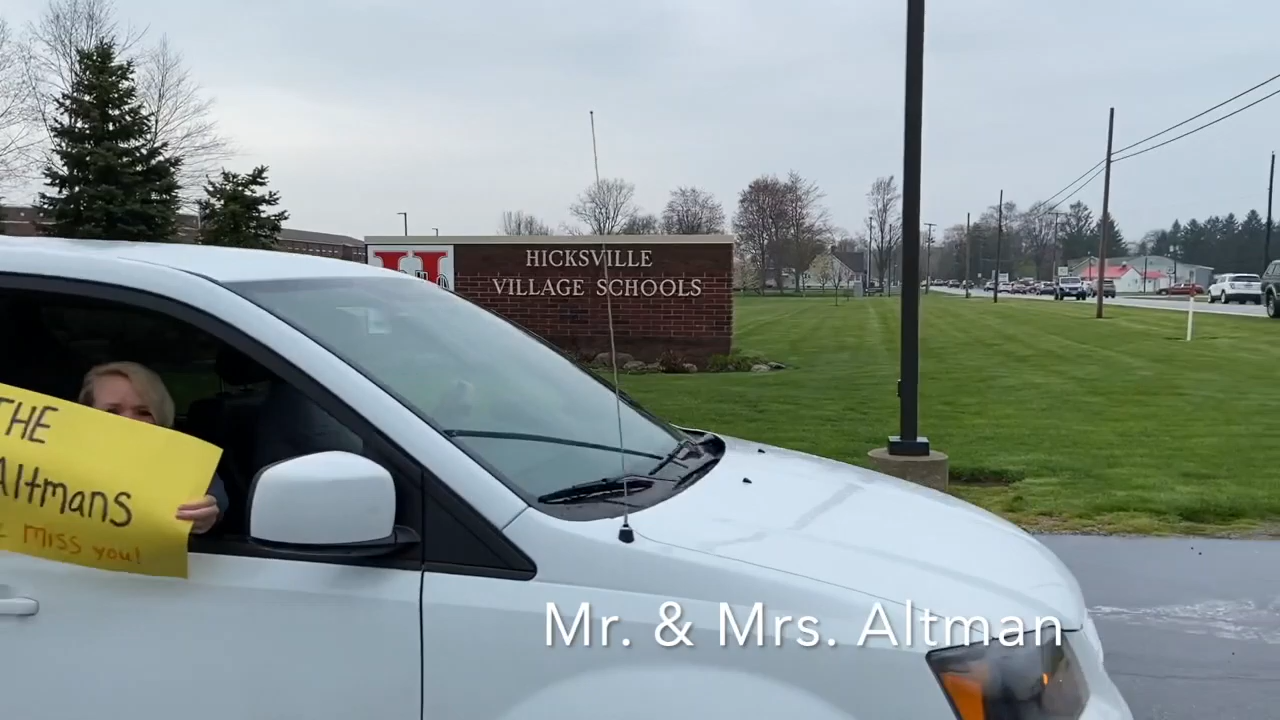 H
HICKSVILLE
VILLAGE SCHOOLS
THE
Altmans
miss you!
Mr. & Mrs. Altman